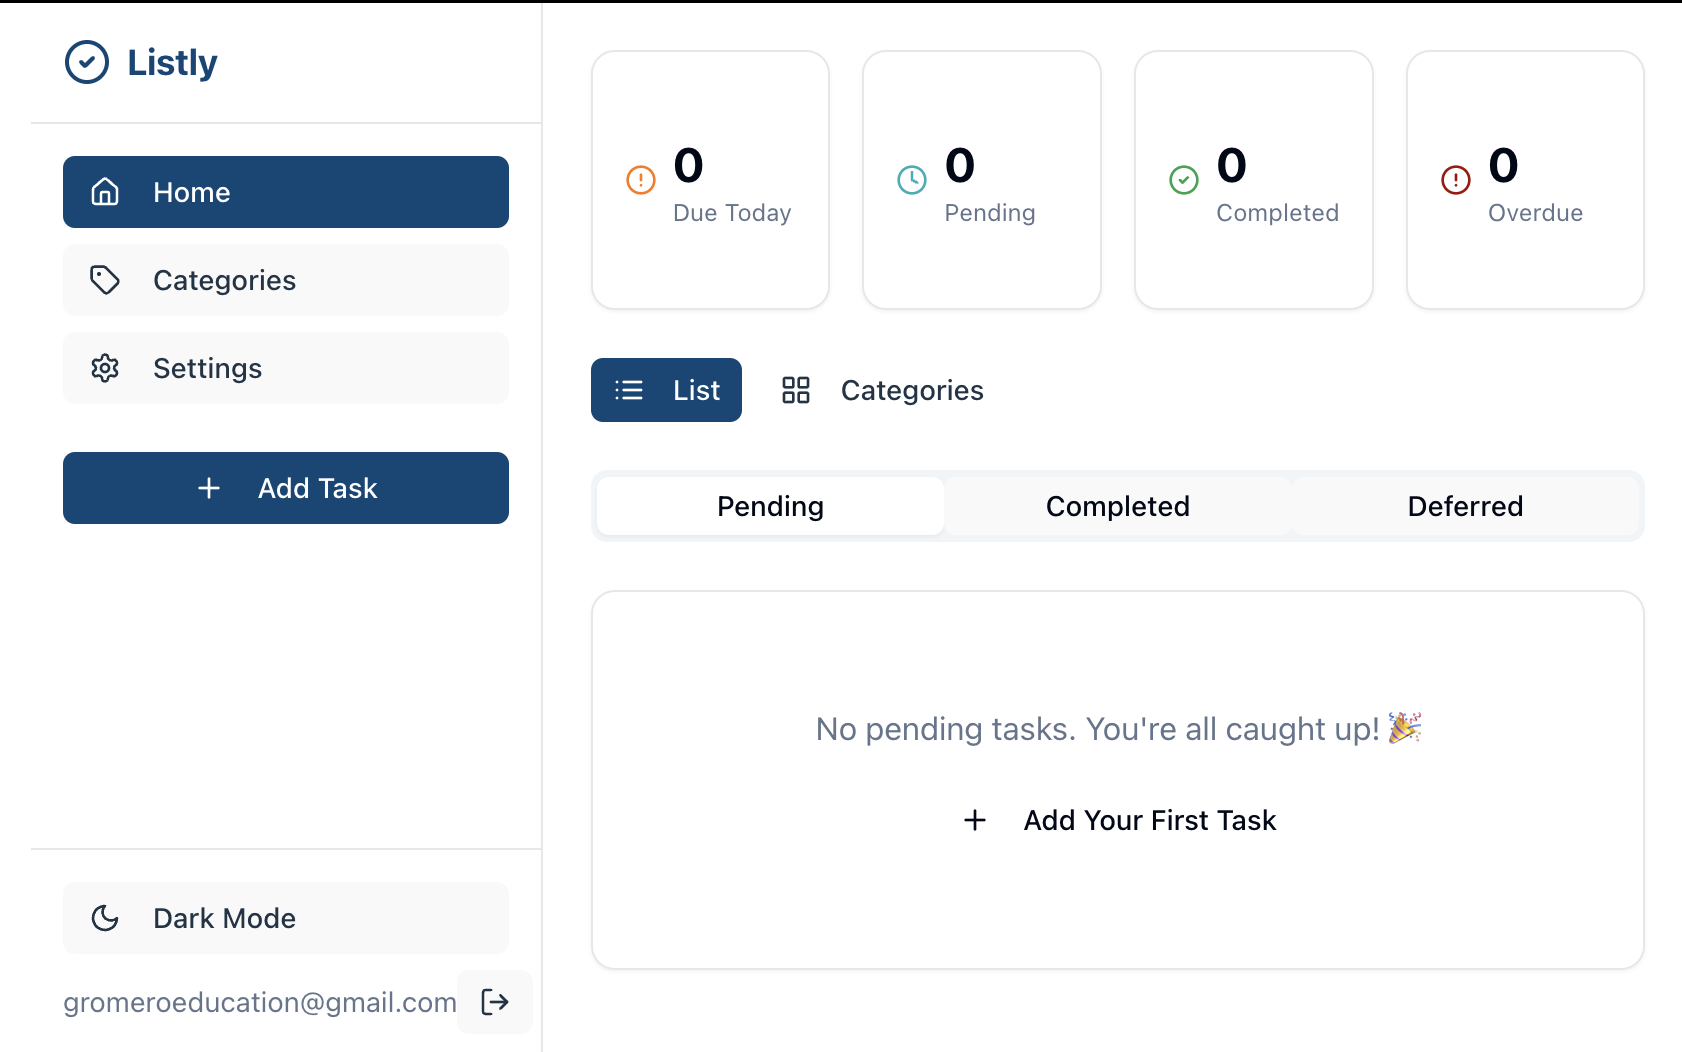 Listly
Home
Categories
Settings
Add Task
Dark Mode
gromeroeducation@gmail.com
0
Due Today
0
Pending
0
Completed
0
Overdue
List
Categories
Pending
Completed
Deferred
No pending tasks. You're all caught up! 🎉
Add Your First Task